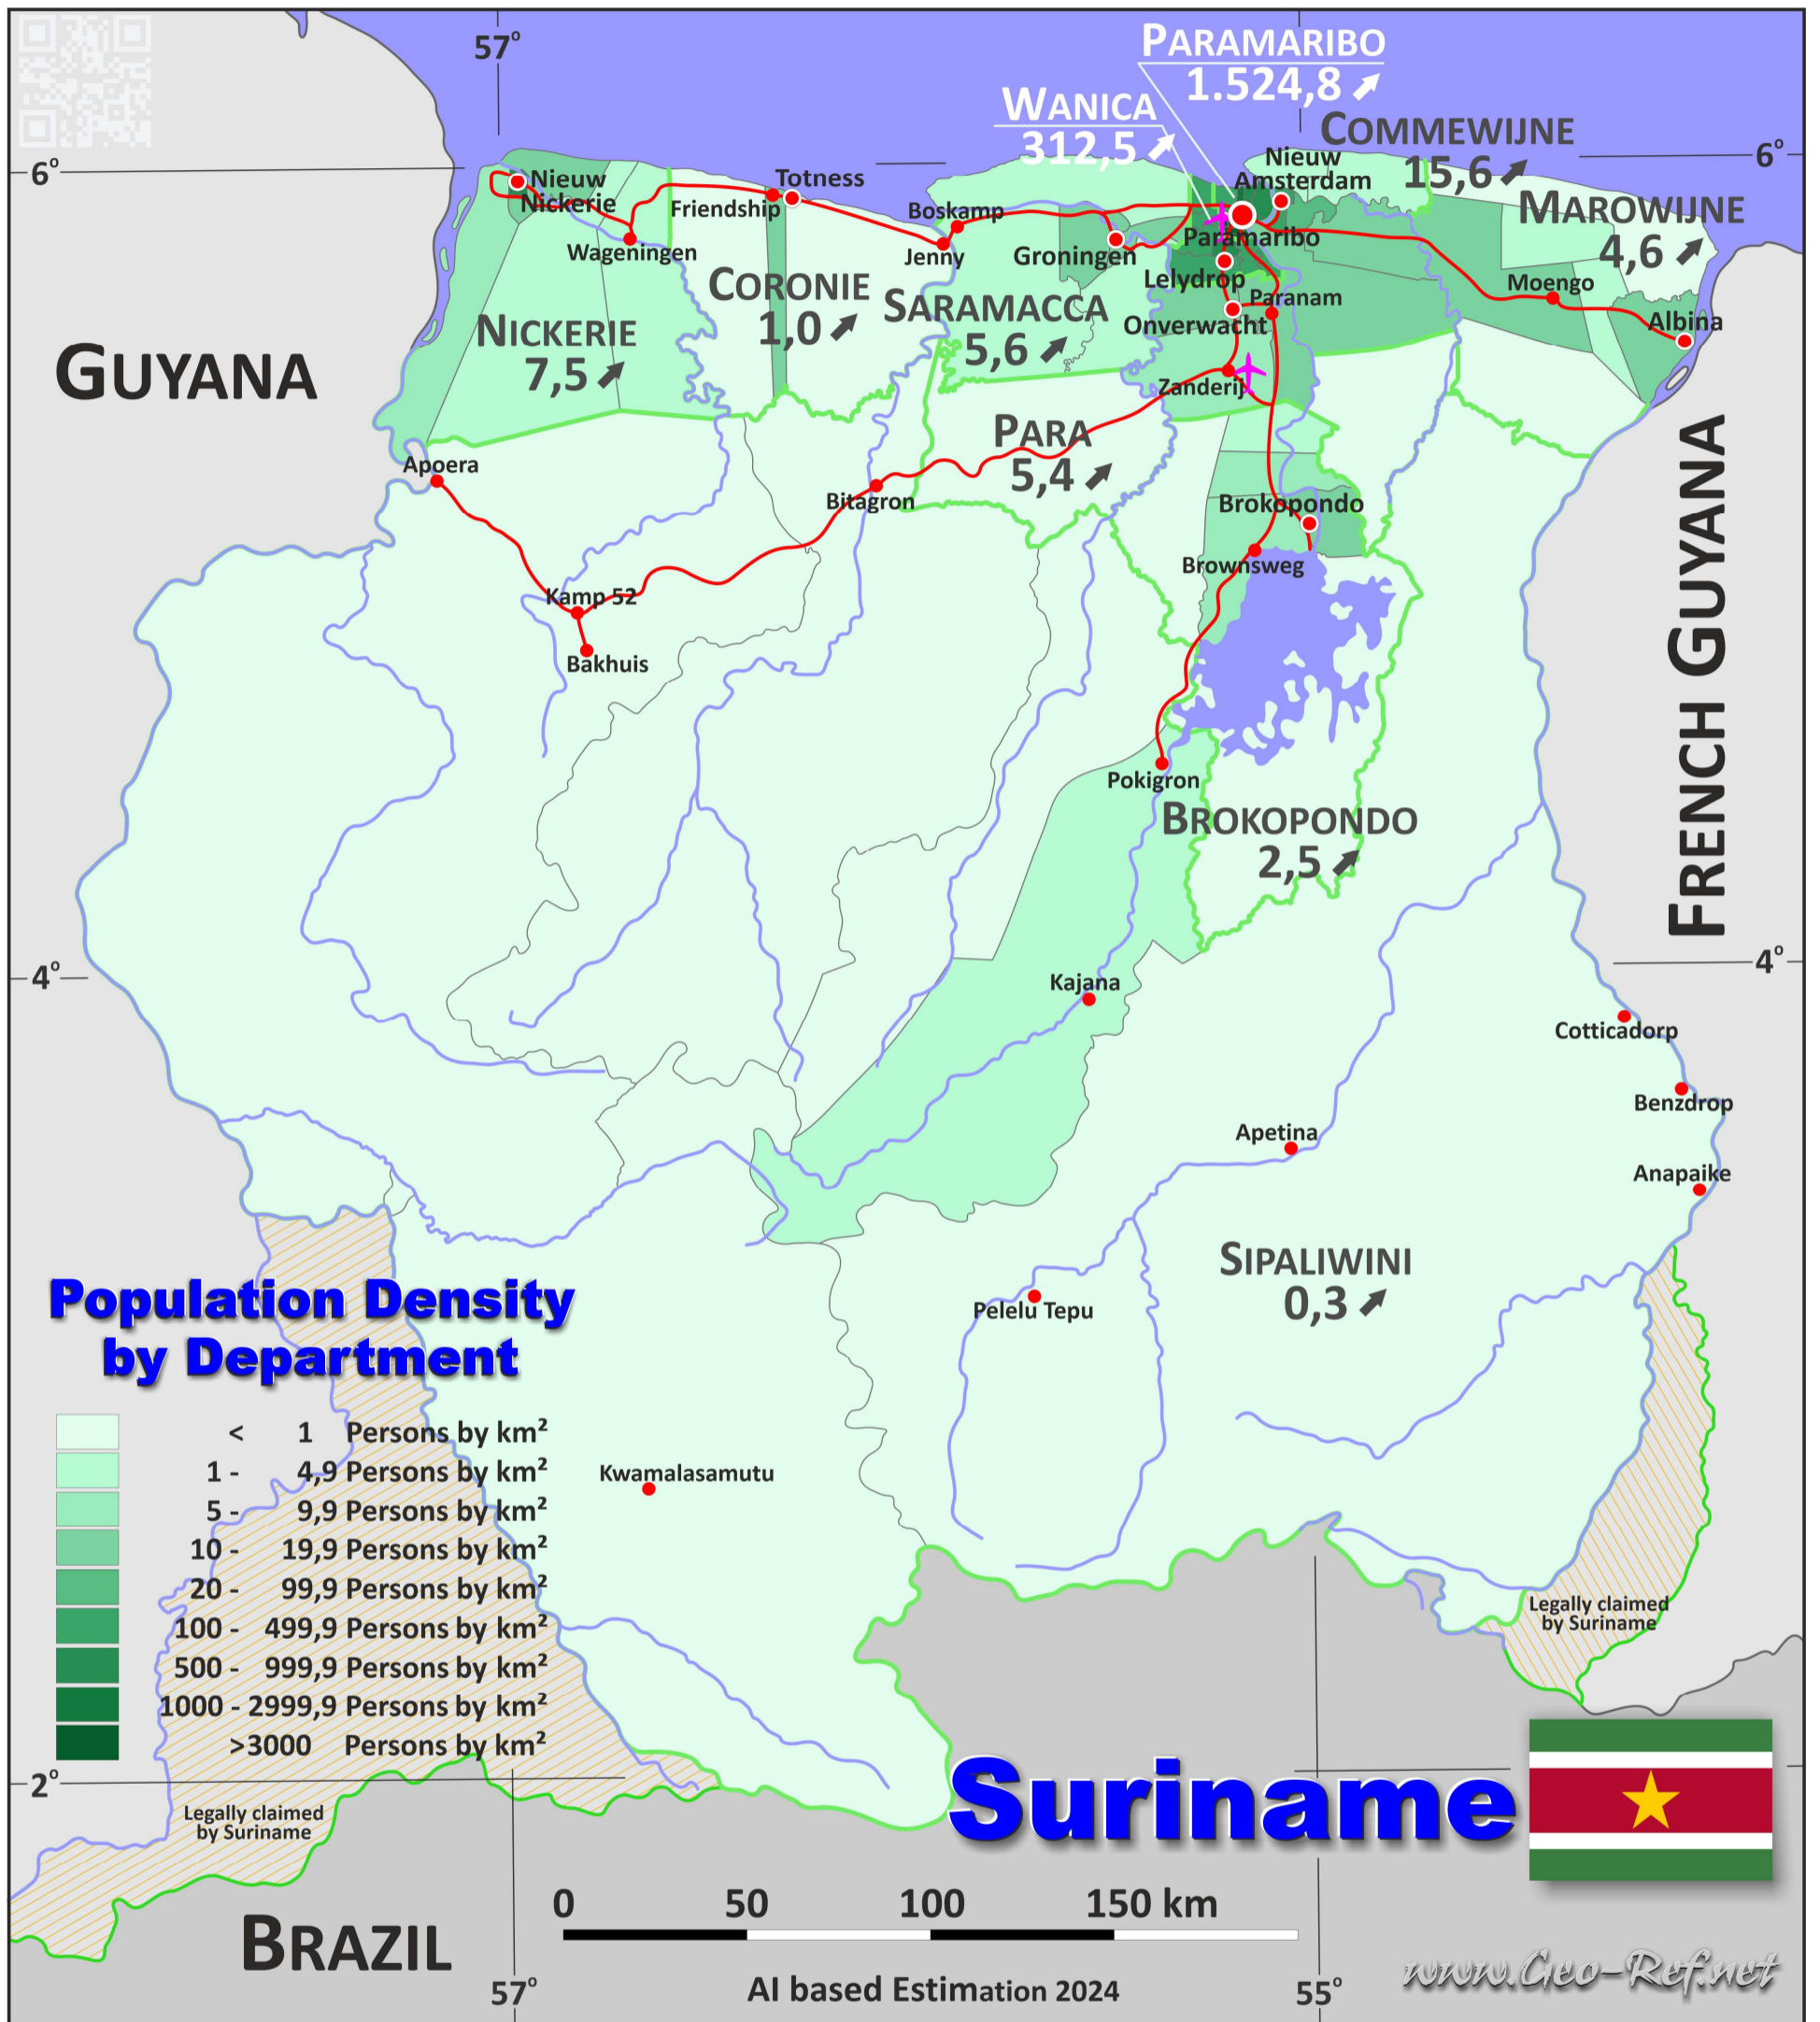 57°
PARAMARIBO
1.524,8
WANICA
312,5
COMMEWIJNE
15,6
6°
6°
Nieuw
Amsterdam
MAROWIJNE
4,6
Nieuw
Nickerie
Totness
Friendship
Boskamp
Wageningen
Jenny
Groningen
Paramaribo
Lelydrop
Paranam
Onverwacht
Moengo
Albina
CORONIE
1,0
SARAMACCA
5,6
NICKERIE
7,5
GUYANA
Zanderij
PARA
5,4
Apoera
Bitagron
Brokopondo
Brownsweg
FRENCH GUYANA
Kamp 52
Bakhuis
Pokigron
BROKOPONDO
2,5
4°
4°
Kajana
Cotticadorp
Benzdrop
Apetina
Anapaike
SIPALIWINI
0,3
Pelelu Tepu
Population Density
by Department
< 1 Persons by km²
1 - 4,9 Persons by km²
5 - 9,9 Persons by km²
10 - 19,9 Persons by km²
20 - 99,9 Persons by km²
100 - 499,9 Persons by km²
500 - 999,9 Persons by km²
1000 - 2999,9 Persons by km²
>3000 Persons by km²
Kwamalasamutu
Legally claimed
by Suriname
2°
Legally claimed
by Suriname
Suriname
0 50 100 150 km
BRAZIL
AI based Estimation 2024
www.Geo-Ref.net
57°
55°